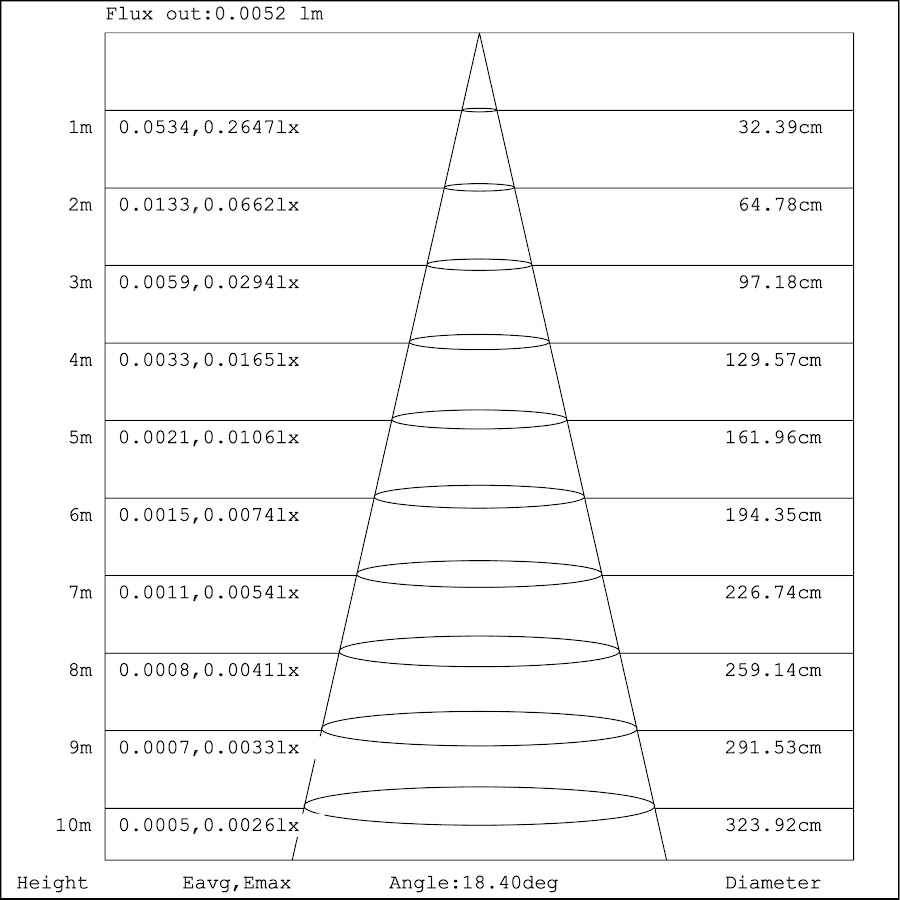 Flux out:0.0052 lm
1m 0.0534,0.2647lx 32.39cm
2m 0.0133,0.0662lx 64.78cm
3m 0.0059,0.0294lx 97.18cm
4m 0.0033,0.0165lx 129.57cm
5m 0.0021,0.0106lx 161.96cm
6m 0.0015,0.0074lx 194.35cm
7m 0.0011,0.0054lx 226.74cm
8m 0.0008,0.0041lx 259.14cm
9m 0.0007,0.0033lx 291.53cm
10m 0.0005,0.0026lx 323.92cm
Height Eavg,Emax Angle:18.40deg Diameter